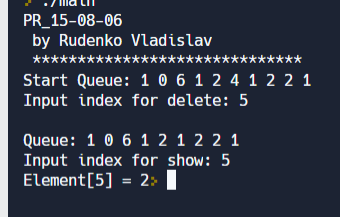 > ./math
PR_15-08-06
by Rudenko Vladislav
******************************
Start Queue: 1 0 6 1 2 4 1 2 2 1
Input index for delete: 5

Queue: 1 0 6 1 2 1 2 2 1
Input index for show: 5
Element[5] = 2>